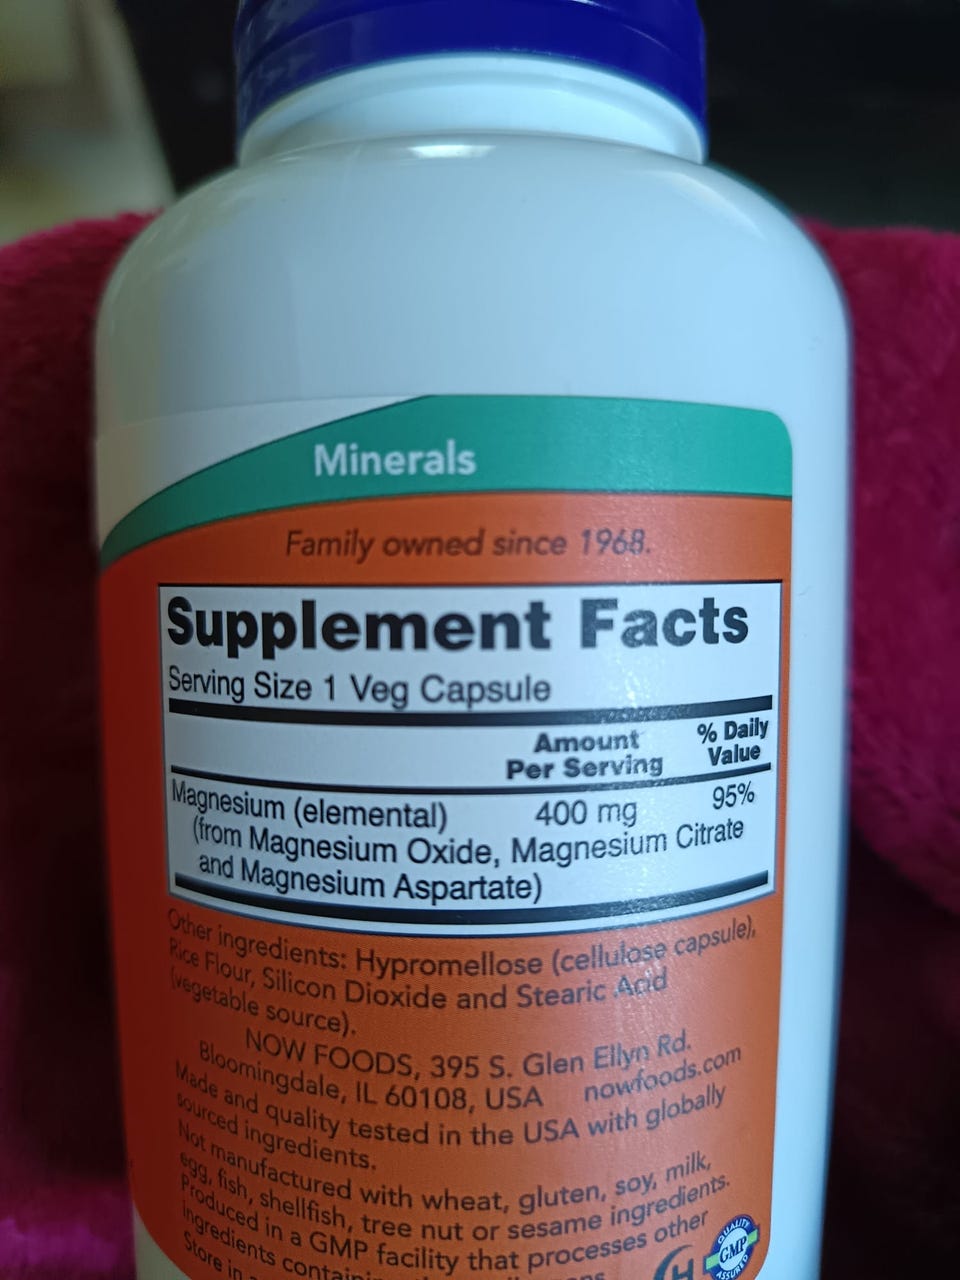 Minerals
Family owned since 1968.
Supplement Facts
Serving Size 1 Veg Capsule
Amount Per Serving
% Daily Value
Magnesium (elemental) 400 mg 95%
(from Magnesium Oxide, Magnesium Citrate
and Magnesium Aspartate)
Other ingredients: Hypromellose (cellulose capsule),
Rice Flour, Silicon Dioxide and Stearic Acid
(vegetable source).
NOW FOODS, 395 S. Glen Ellyn Rd.
Bloomingdale, IL 60108, USA nowfoods.com
Made and quality tested in the USA with globally
sourced ingredients.
Not manufactured with wheat, gluten, soy, milk,
egg, fish, shellfish, tree nut or sesame ingredients.
Produced in a GMP facility that processes other
ingredients
Store in
QUALITY
GMP
ASSURED